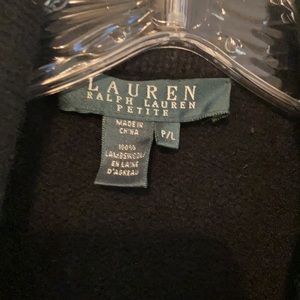 LAUREN
RALPH LAUREN
PETITE
MADE IN
CHINA
P/L
100%
LAMBSWOOL
EN LAINE
D'AGNEAU